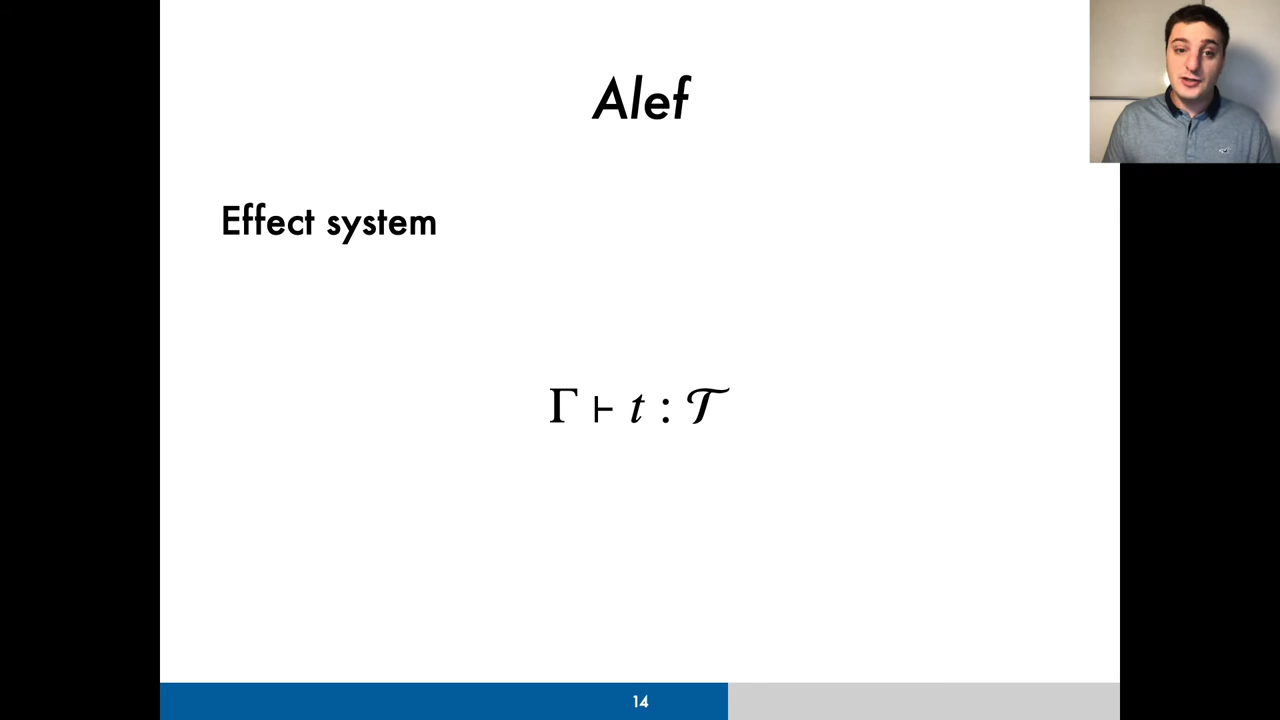 Alef
Effect system
Γ ⊢ t : 𝒯
14